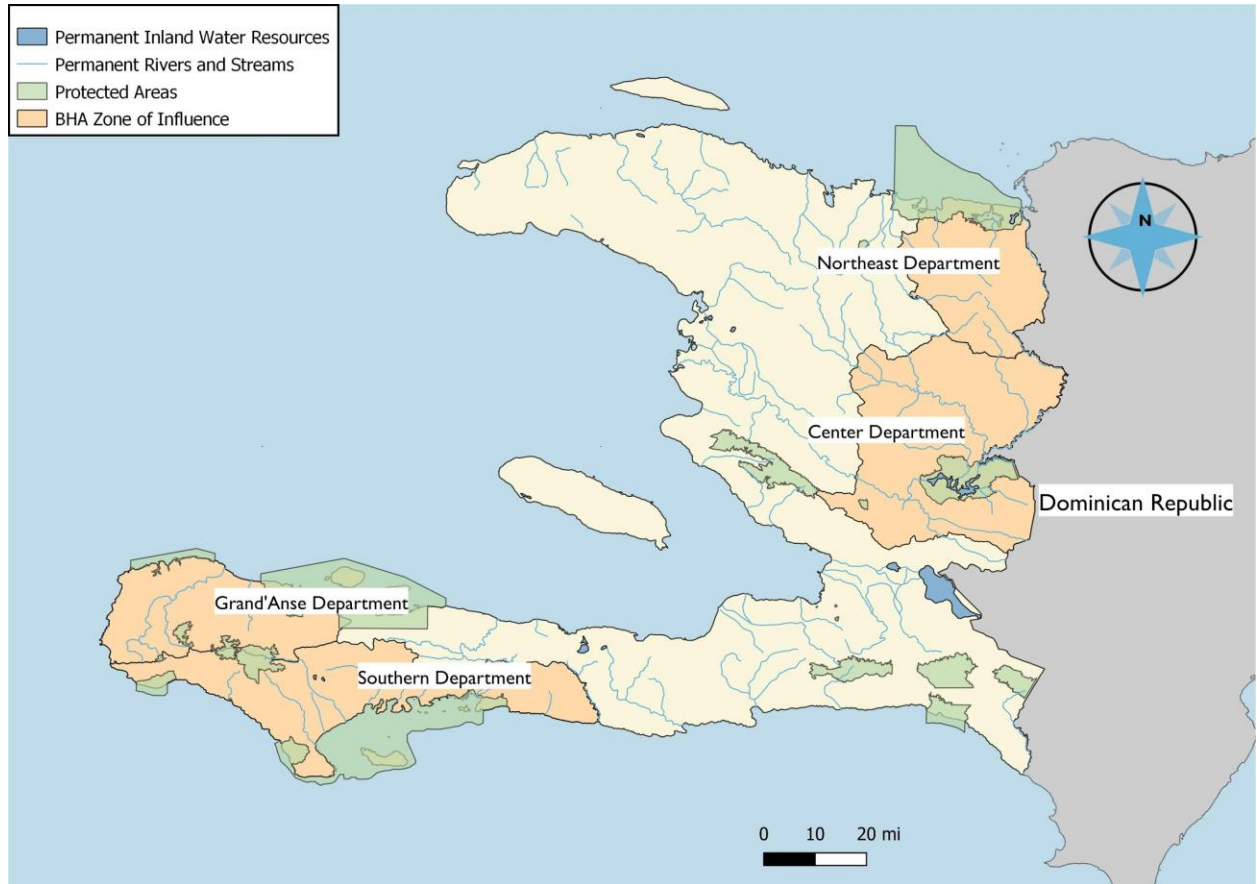 Permanent Inland Water Resources
Permanent Rivers and Streams
Protected Areas
BHA Zone of Influence
N
Northeast Department
Center Department
Dominican Republic
Grand'Anse Department
Southern Department
0 10 20 mi